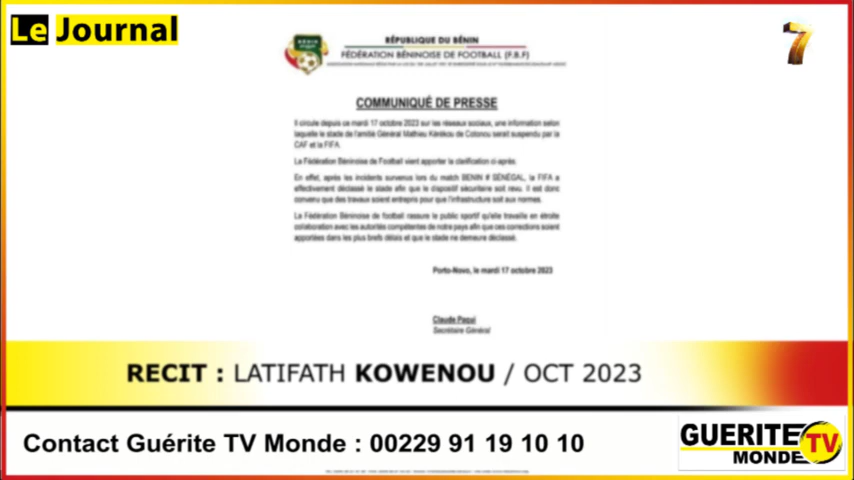 Le Journal
7
RÉPUBLIQUE DU BÉNIN
FÉDÉRATION BÉNINOISE DE FOOTBALL (F.B.F)
COMMUNIQUÉ DE PRESSE
Il circule depuis ce mardi 17 octobre 2023 sur les réseaux sociaux, une information selon
laquelle le stade de l'amitié Général Mathieu Kérékou de Cotonou serait suspendu par la
CAF et la FIFA.
La Fédération Béninoise de Football vient apporter la clarification ci-après.
En effet, après les incidents survenus lors du match BENIN # SÉNÉGAL, la FIFA a
effectivement déclassé le stade afin que le dispositif sécuritaire soit revu. Il est donc
convenu que des travaux soient entrepris pour que l'infrastructure soit aux normes.
La Fédération Béninoise de football rassure le public sportif qu'elle travaille en étroite
collaboration avec les autorités compétentes de notre pays afin que ces corrections soient
apportées dans les plus brefs délais et que le stade ne demeure déclassé.
Porto-Novo, le mardi 17 octobre 2023
Claude Paqui
Secrétaire Général
RECIT : LATIFATH KOWENOU / OCT 2023
Contact Guérite TV Monde : 00229 91 19 10 10
GUERITE TV
MONDE